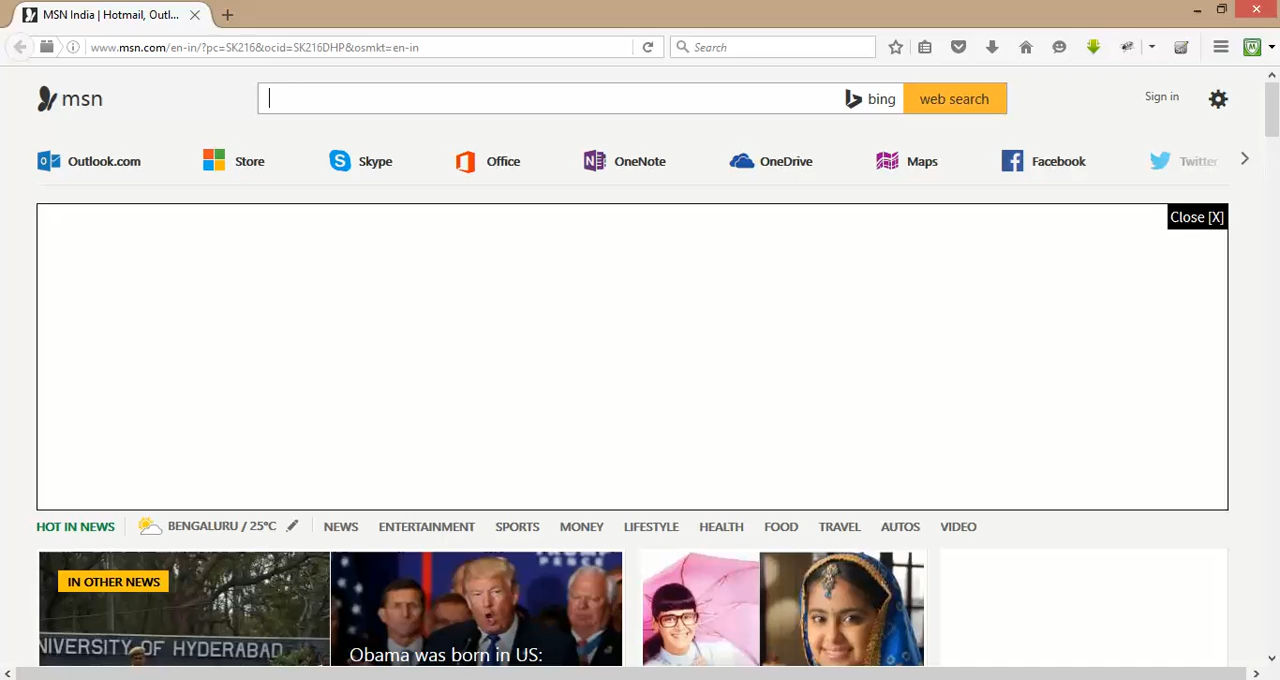 MSN India | Hotmail, Outl...
www.msn.com/en-in/?pc=SK216&ocid=SK216DHP&osmkt=en-in
Search
msn
bing
web search
Sign in
Outlook.com
Store
Skype
Office
OneNote
OneDrive
Maps
Facebook
Twitter
Close [X]
HOT IN NEWS
BENGALURU / 25°C
NEWS
ENTERTAINMENT
SPORTS
MONEY
LIFESTYLE
HEALTH
FOOD
TRAVEL
AUTOS
VIDEO
IN OTHER NEWS
NIVERSITY OF HYDERABAD
PENCE
Obama was born in US: